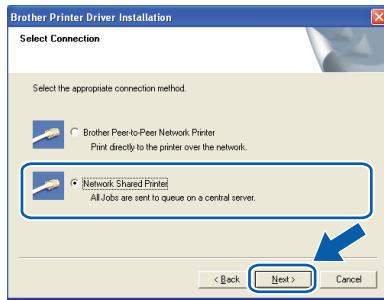 Brother Printer Driver Installation
Select Connection
Select the appropriate connection method.
Brother Peer-to-Peer Network Printer
Print directly to the printer over the network.
Network Shared Printer
All Jobs are sent to queue on a central server.
< Back Next > Cancel